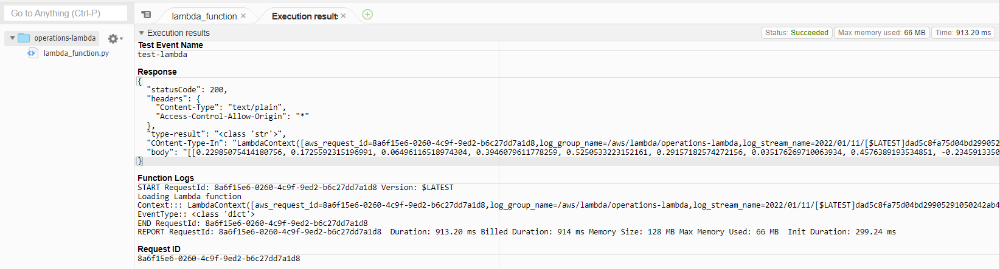 Go to Anything (Ctrl-P)
lambda_function.
Execution results
Execution results
Status: Succeeded
Max memory used: 66 MB
Time: 913.20 ms
operations-lambda
lambda_function.py
Test Event Name
test-lambda
Response
{
"statusCode": 200,
"headers": {
"Content-Type": "text/plain",
"Access-Control-Allow-Origin": "*"
},
"type-result": "<class 'str'>",
"COntent-Type-In": "LambdaContext([aws_request_id=8a6f15e6-0260-4c9f-9ed2-b6c27dd7a1d8,log_group_name=/aws/lambda/operations-lambda,log_stream_name=2022/01/11/[$LATEST]dad5c8fa75d04bd299052
"body": "[[0.22985075414180756, 0.1725592315196991, 0.06496116518974304, 0.3946079611778259, 0.5250533223152161, 0.29157182574272156, 0.035176269710063934, 0.4576389193534851, -0.2345913350
}
Function Logs
START RequestId: 8a6f15e6-0260-4c9f-9ed2-b6c27dd7a1d8 Version: $LATEST
Loading Lambda function
Context::: LambdaContext([aws_request_id=8a6f15e6-0260-4c9f-9ed2-b6c27dd7a1d8,log_group_name=/aws/lambda/operations-lambda,log_stream_name=2022/01/11/[$LATEST]dad5c8fa75d04bd29905291050242ab4
EventType:: <class 'dict'>
END RequestId: 8a6f15e6-0260-4c9f-9ed2-b6c27dd7a1d8
REPORT RequestId: 8a6f15e6-0260-4c9f-9ed2-b6c27dd7a1d8 Duration: 913.20 ms Billed Duration: 914 ms Memory Size: 128 MB Max Memory Used: 66 MB Init Duration: 299.24 ms
Request ID
8a6f15e6-0260-4c9f-9ed2-b6c27dd7a1d8